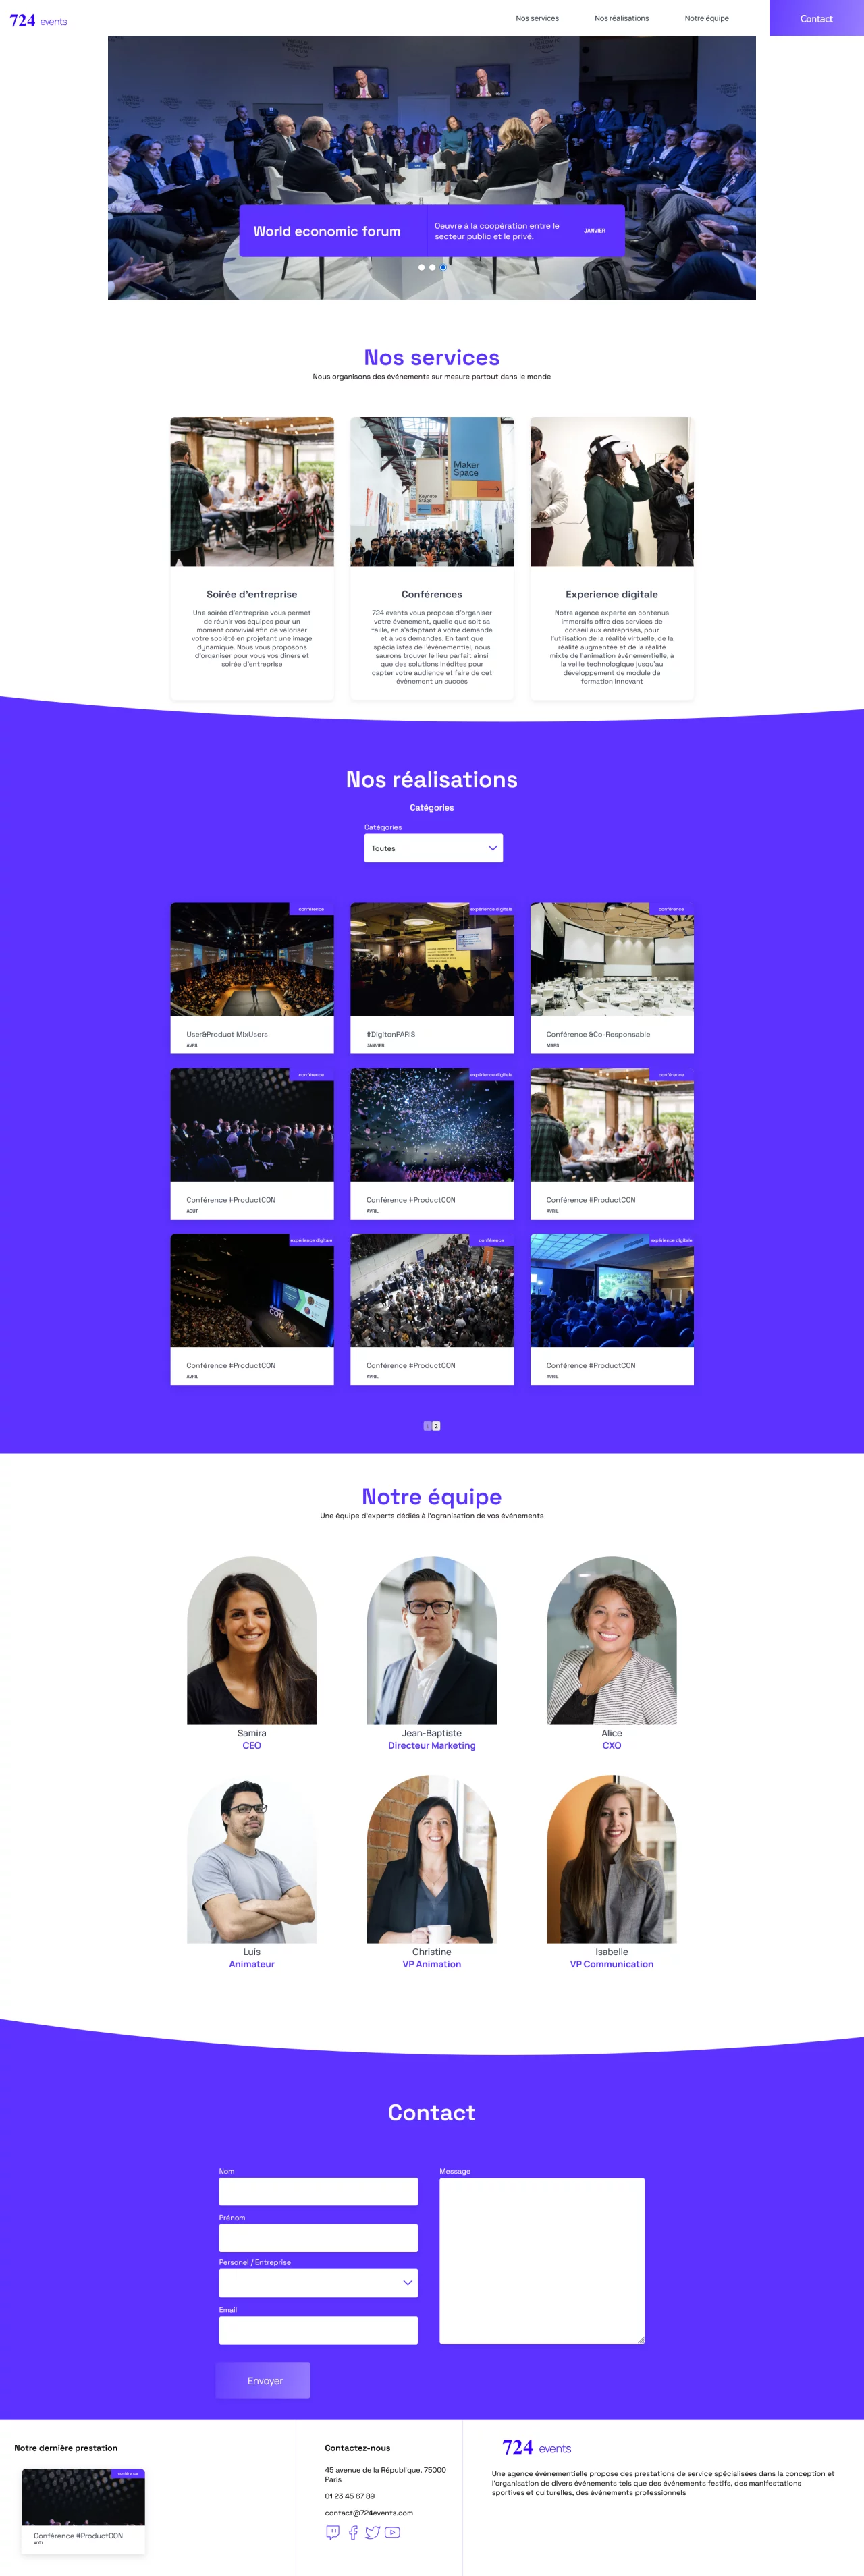 724 events
Nos services
Nos réalisations
Notre équipe
Contact
World economic forum
Oeuvre à la coopération entre le
secteur public et le privé.
JANVIER
Nos services
Nous organisons des événements sur mesure partout dans le monde
Maker
Space
Keynote
Stage
Soirée d'entreprise
Une soirée d'entreprise vous permet
de réunir vos équipes pour un
moment convivial afin de valoriser
votre société en projetant une image
dynamique. Nous vous proposons
d'organiser pour vous vos diners et
soirée d'entreprise
Conférences
724 events vous propose d'organiser
votre évènement, quelle que soit sa
taille, en s'adaptant à votre demande
et à vos demandes. En tant que
spécialistes de l'évènementiel, nous
saurons trouver le lieu parfait ainsi
que des solutions inédites pour
capter votre audience et faire de cet
évènement un succès
Experience digitale
Notre agence experte en contenus
immersifs offre des services de
conseil aux entreprises, pour
l'utilisation de la réalité virtuelle, de la
réalité augmentée et de la réalité
mixte de l'animation événementielle, à
la veille technologique jusqu'au
développement de module de
formation innovant
Nos réalisations
Catégories
Catégories
Toutes
conférence
User&Product MixUsers
AVRIL
expérience digitale
#DigitonPARIS
JANVIER
conférence
Conférence &Co-Responsable
MARS
conférence
Conférence #ProductCON
AOÛT
expérience digitale
Conférence #ProductCON
AVRIL
conférence
Conférence #ProductCON
AVRIL
expérience digitale
CON
Conférence #ProductCON
AVRIL
conférence
Conférence #ProductCON
AVRIL
expérience digitale
Conférence #ProductCON
AVRIL
2
Notre équipe
Une équipe d'experts dédiés à l'ogranisation de vos événements
Samira
CEO
Jean-Baptiste
Directeur Marketing
Alice
CXO
Luís
Animateur
Christine
VP Animation
Isabelle
VP Communication
Contact
Nom
Prénom
Personel / Entreprise
Email
Message
Envoyer
Notre dernière prestation
conférence
Conférence #ProductCON
AOÛT
Contactez-nous
45 avenue de la République, 75000
Paris
01 23 45 67 89
contact@724events.com
724 events
Une agence événementielle propose des prestations de service spécialisées dans la conception et
l'organisation de divers événements tels que des événements festifs, des manifestations
sportives et culturelles, des événements professionnels